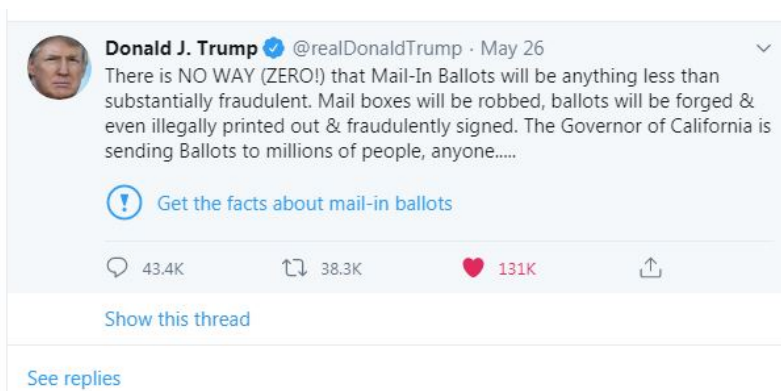 Donald J. Trump @realDonaldTrump · May 26
There is NO WAY (ZERO!) that Mail-In Ballots will be anything less than
substantially fraudulent. Mail boxes will be robbed, ballots will be forged &
even illegally printed out & fraudulently signed. The Governor of California is
sending Ballots to millions of people, anyone.....
Get the facts about mail-in ballots
43.4K 38.3K 131K
Show this thread
See replies